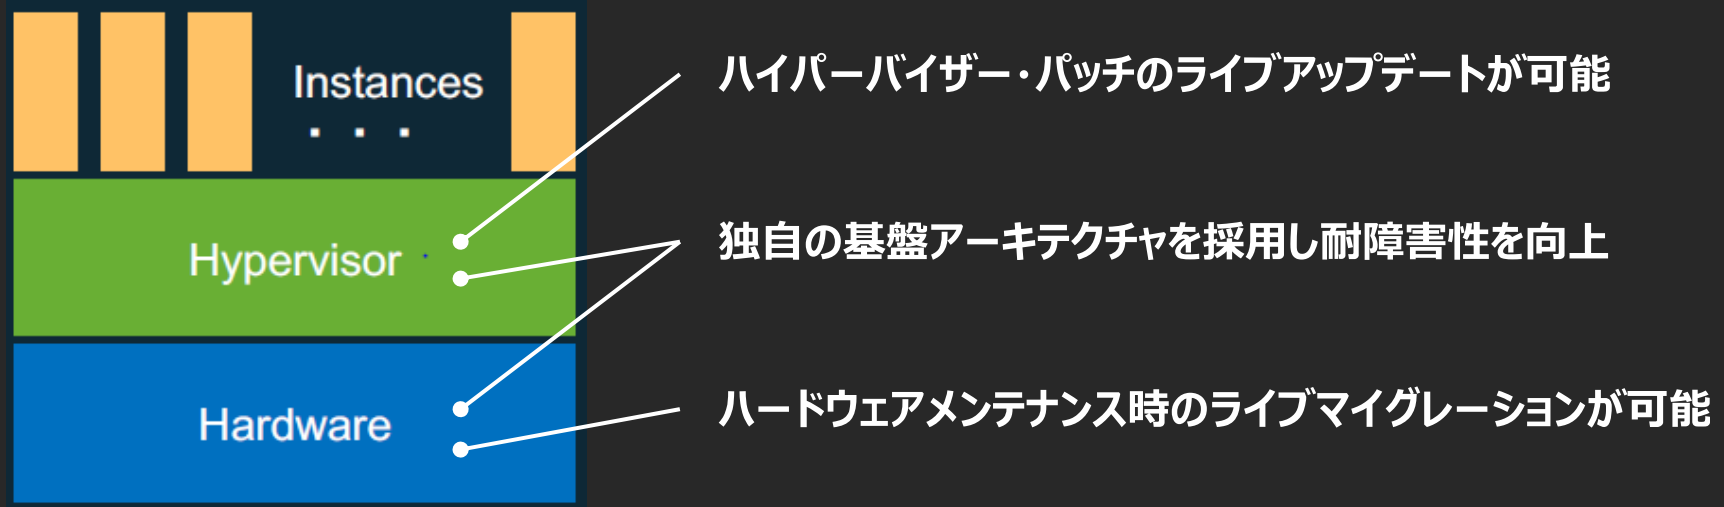 Instances
. . .
ハイパーバイザー・パッチのライブアップデートが可能
Hypervisor
独自の基盤アーキテクチャを採用し耐障害性を向上
Hardware
ハードウェアメンテナンス時のライブマイグレーションが可能